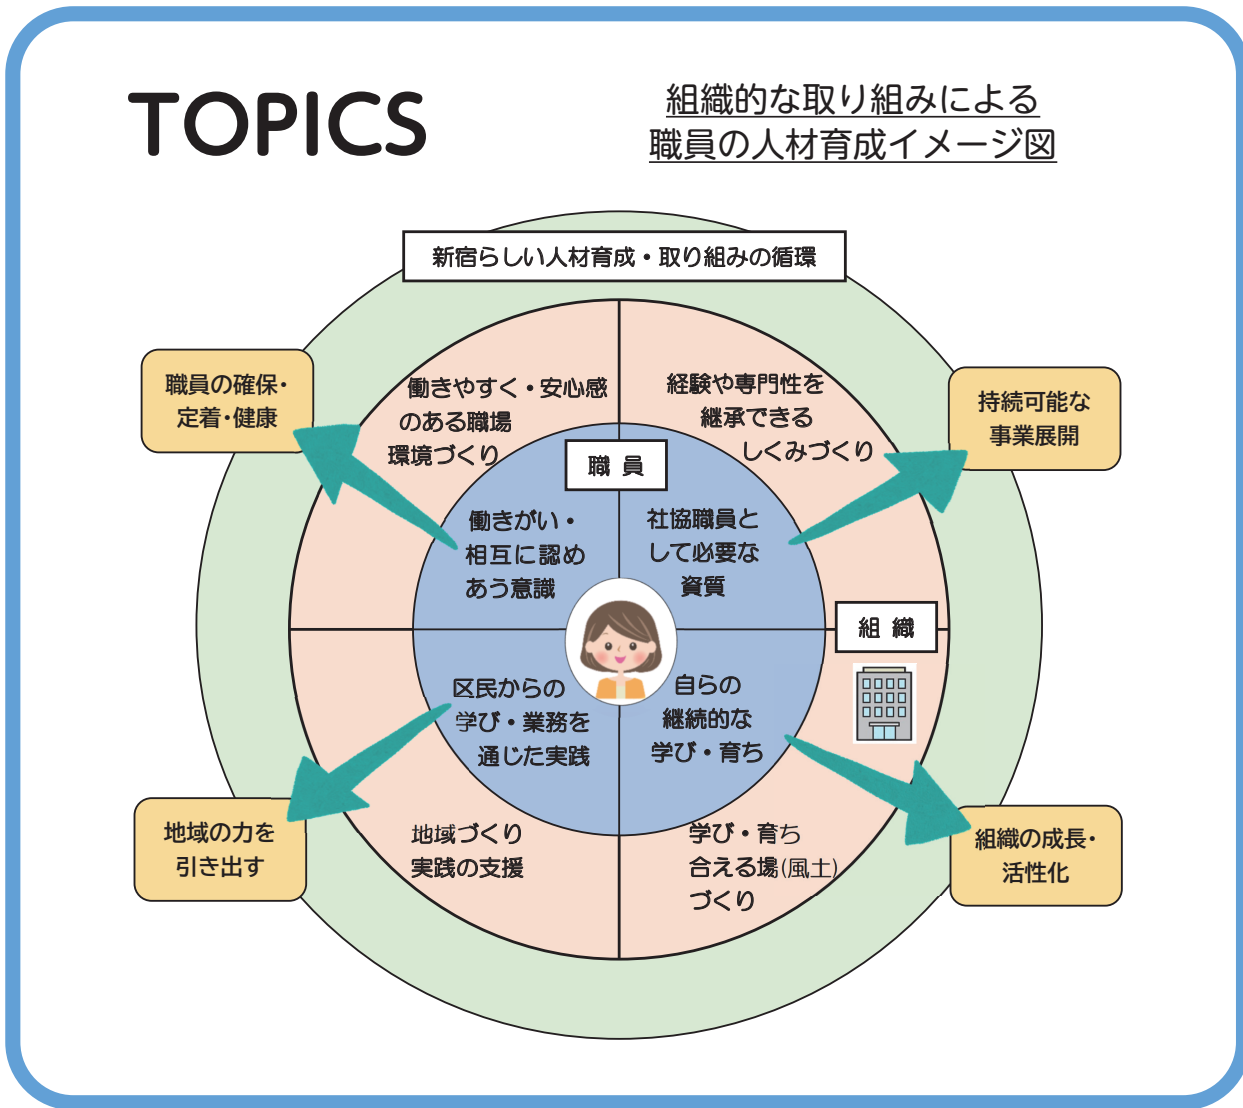 TOPICS
組織的な取り組みによる
職員の人材育成イメージ図
新宿らしい人材育成・取り組みの循環
職員の確保・
定着・健康
働きやすく・安心感
のある職場
環境づくり
経験や専門性を
継承できる
しくみづくり
持続可能な
事業展開
職 員
働きがい・
相互に認め
あう意識
社協職員と
して必要な
資質
組 織
区民からの
学び・業務を
通じた実践
自らの
継続的な
学び・育ち
地域の力を
引き出す
地域づくり
実践の支援
学び・育ち
合える場(風土)
づくり
組織の成長・
活性化